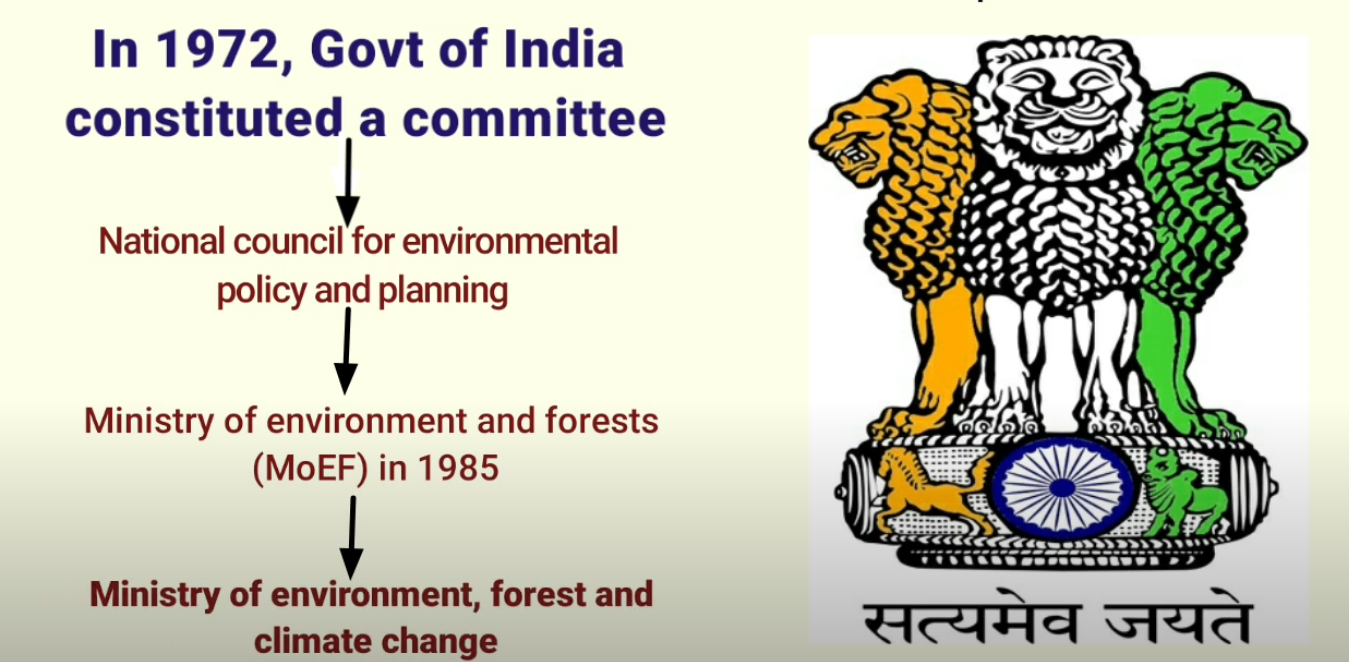 In 1972, Govt of India
constituted a committee
National council for environmental
policy and planning
Ministry of environment and forests
(MoEF) in 1985
Ministry of environment, forest and
climate change
सत्यमेव जयते